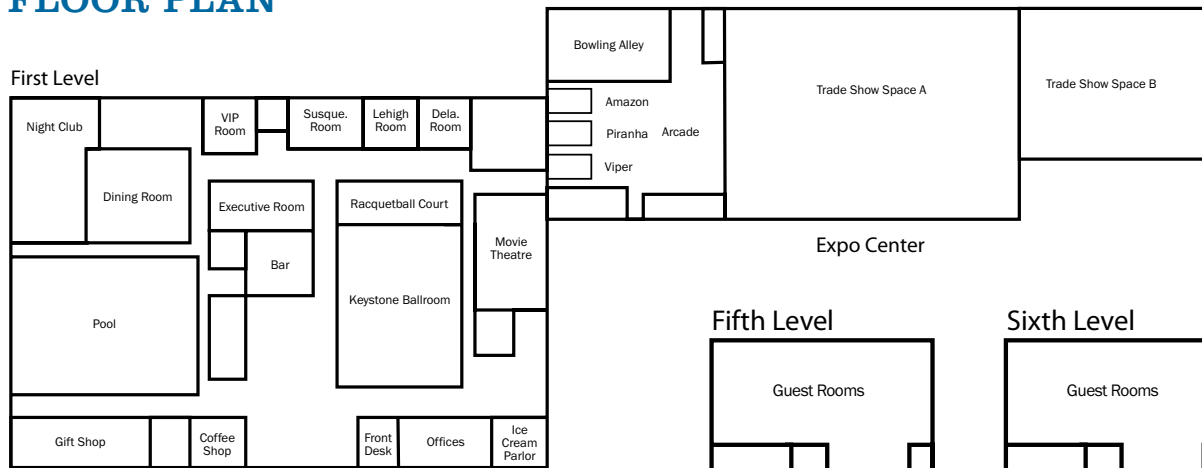 FLOOR PLAN
First Level
Night Club
VIP
Room
Susque.
Room
Lehigh
Room
Dela.
Room
Dining Room
Executive Room
Racquetball Court
Bar
Movie
Theatre
Pool
Keystone Ballroom
Gift Shop
Coffee
Shop
Front
Desk
Offices
Ice
Cream
Parlor
Bowling Alley
Amazon
Piranha
Arcade
Viper
Trade Show Space A
Trade Show Space B
Expo Center
Fifth Level
Guest Rooms
Sixth Level
Guest Rooms